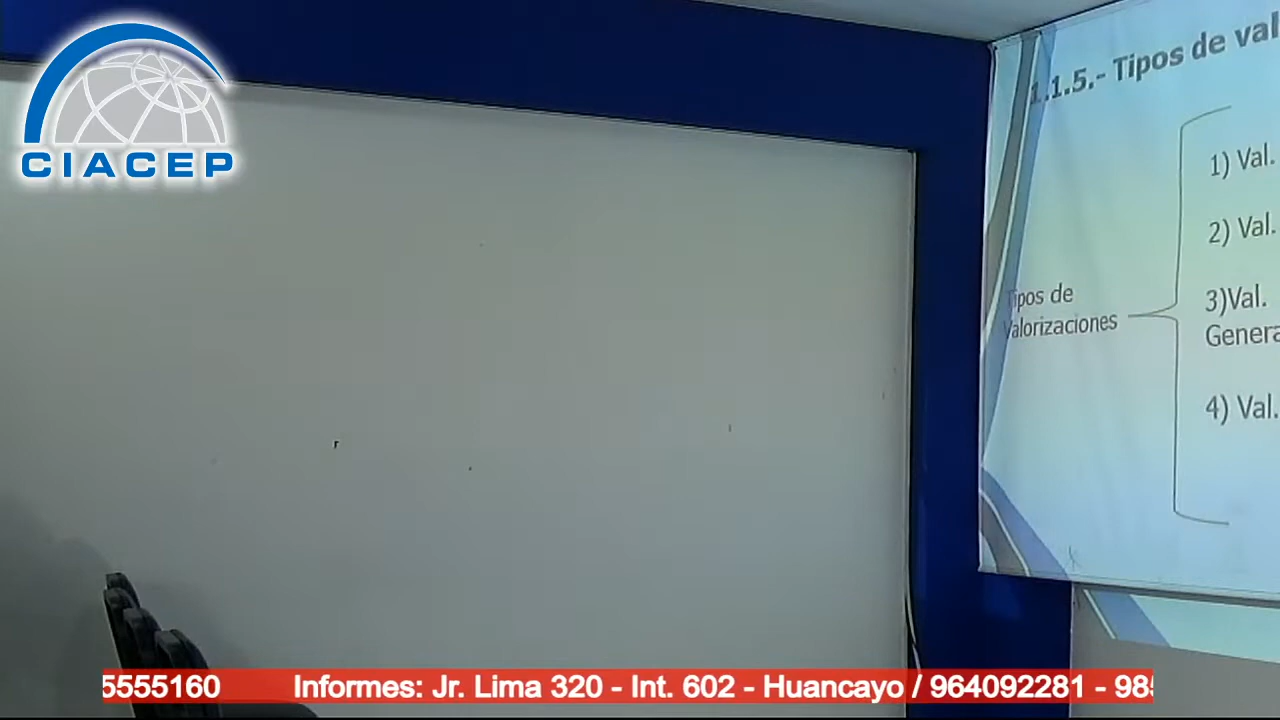 CIACEP
1.1.5.- Tipos de val
1) Val.
2) Val.
Tipos de
Valorizaciones
3)Val.
Genera
4) Val.
5555160 Informes: Jr. Lima 320 - Int. 602 - Huancayo / 964092281 - 985